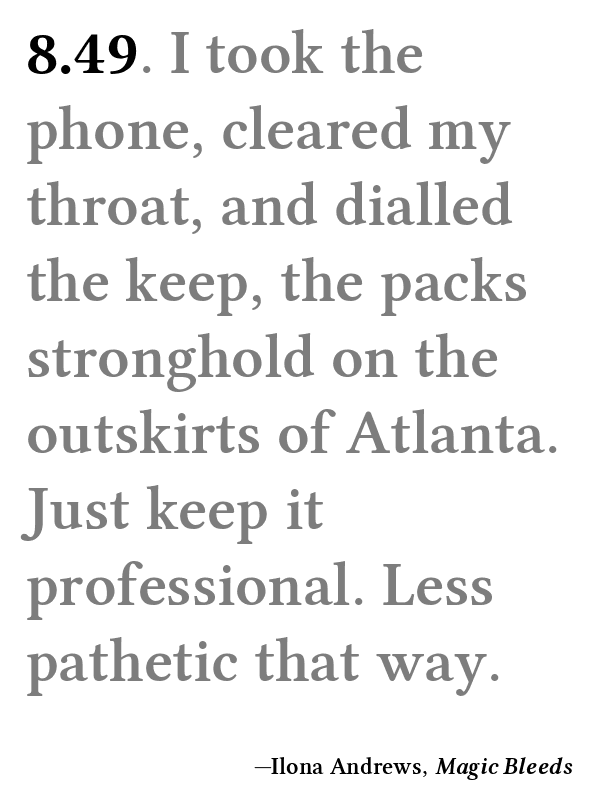 8.49. I took the
phone, cleared my
throat, and dialled
the keep, the packs
stronghold on the
outskirts of Atlanta.
Just keep it
professional. Less
pathetic that way.
—Ilona Andrews, Magic Bleeds